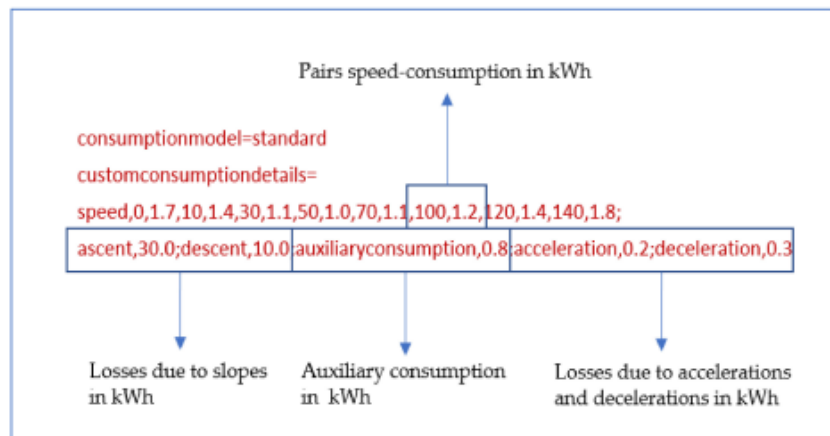 Pairs speed-consumption in kWh
consumptionmodel=standard
customconsumptiondetails=
speed,0,1.7,10,1.4,30,1.1,50,1.0,70,1.1,100,1.2,120,1.4,140,1.8;
ascent,30.0;descent,10.0;auxiliaryconsumption,0.8;acceleration,0.2;deceleration,0.3
Losses due to slopes
in kWh
Auxiliary consumption
in kWh
Losses due to accelerations
and decelerations in kWh